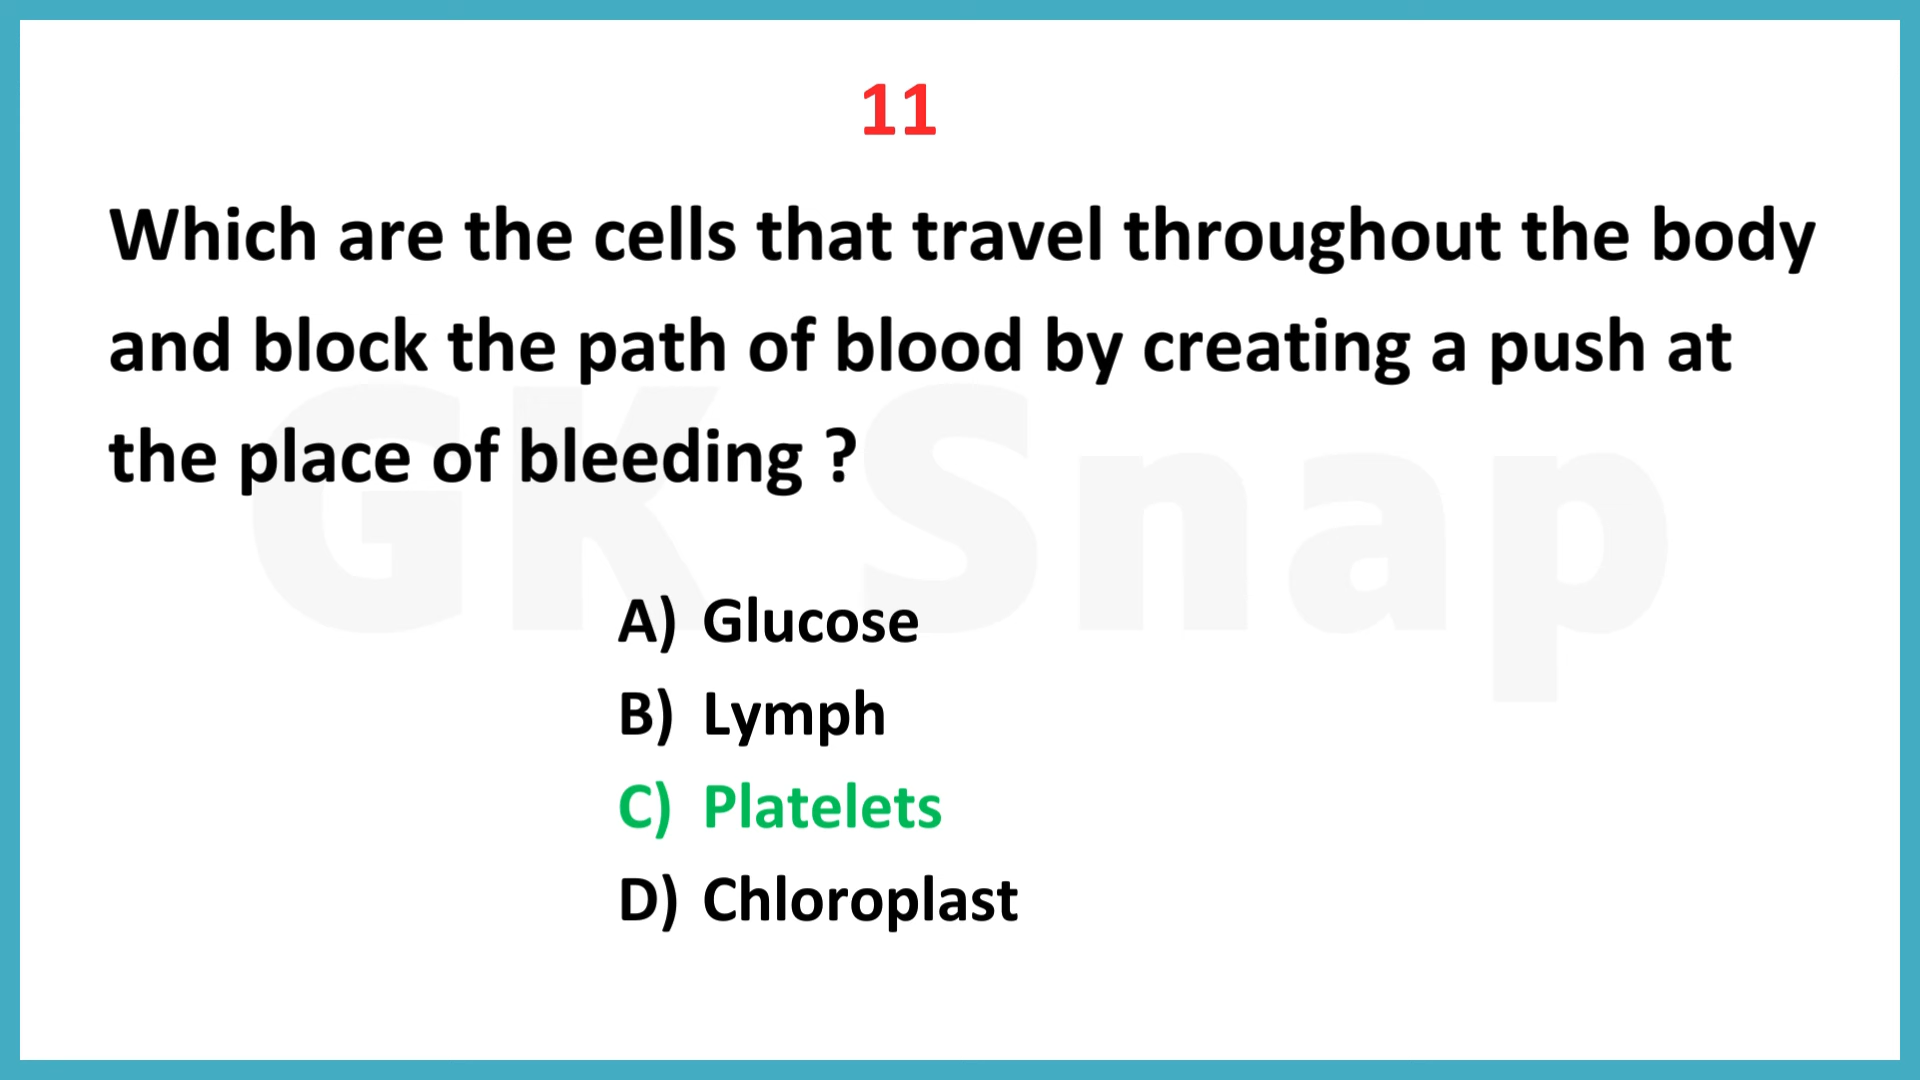 11
Which are the cells that travel throughout the body
and block the path of blood by creating a push at
the place of bleeding ?
GK Snap
A) Glucose
B) Lymph
C) Platelets
D) Chloroplast